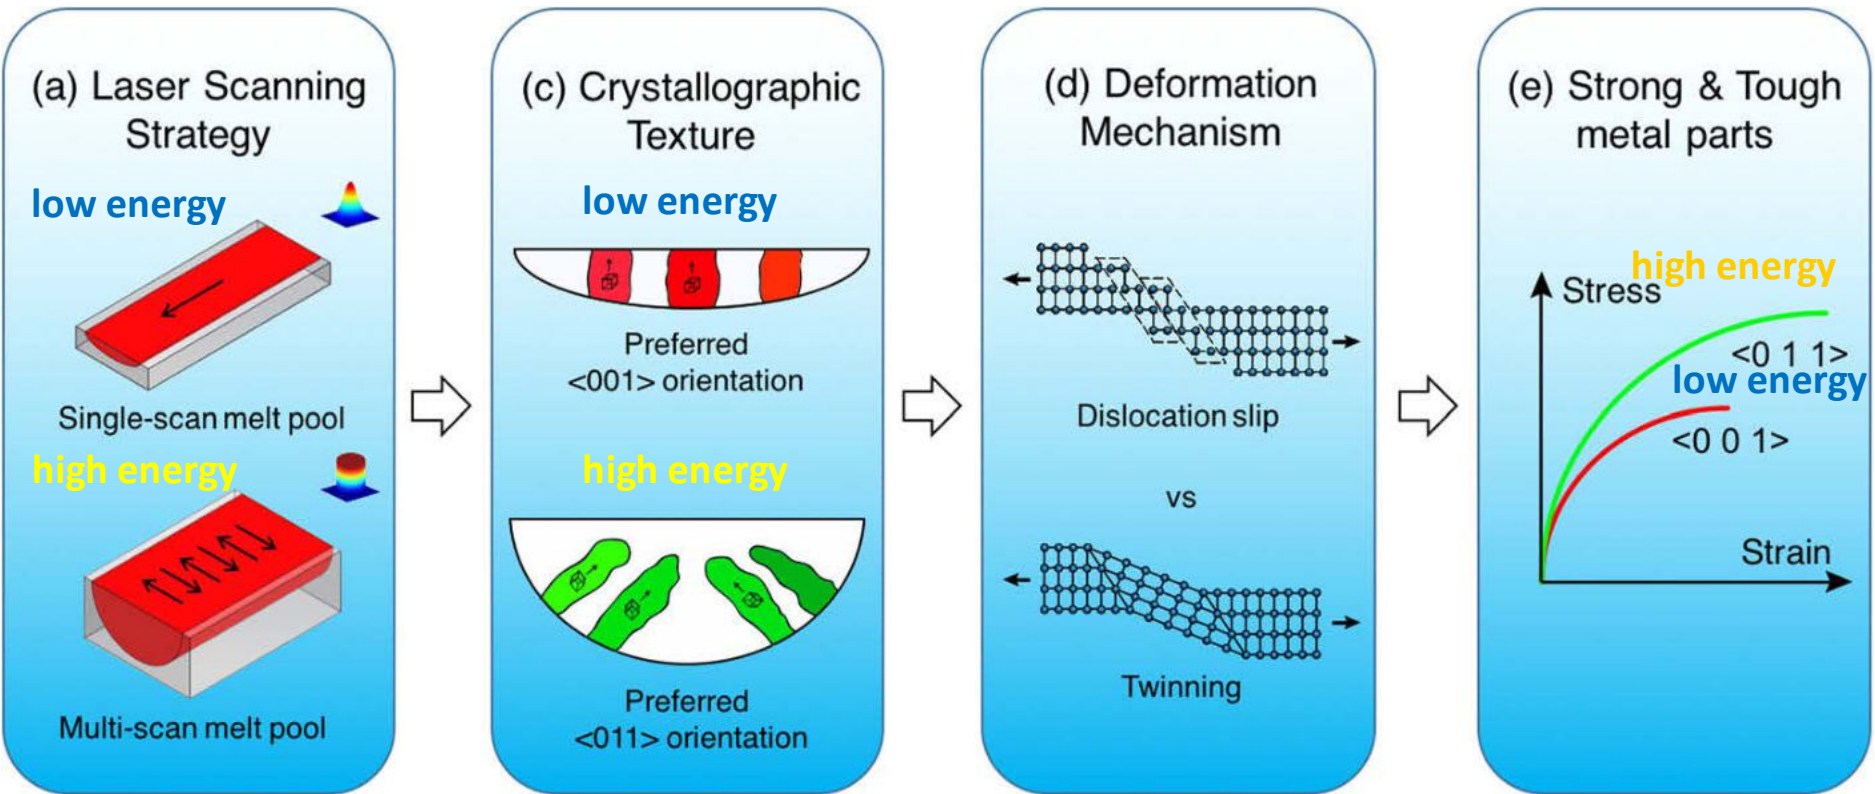 (a) Laser Scanning
Strategy
low energy
Single-scan melt pool
high energy
Multi-scan melt pool
(c) Crystallographic
Texture
low energy
Preferred
<001> orientation
high energy
Preferred
<011> orientation
(d) Deformation
Mechanism
Dislocation slip
vs
Twinning
(e) Strong & Tough
metal parts
high energy
Stress
<0 1 1>
low energy
<0 0 1>
Strain